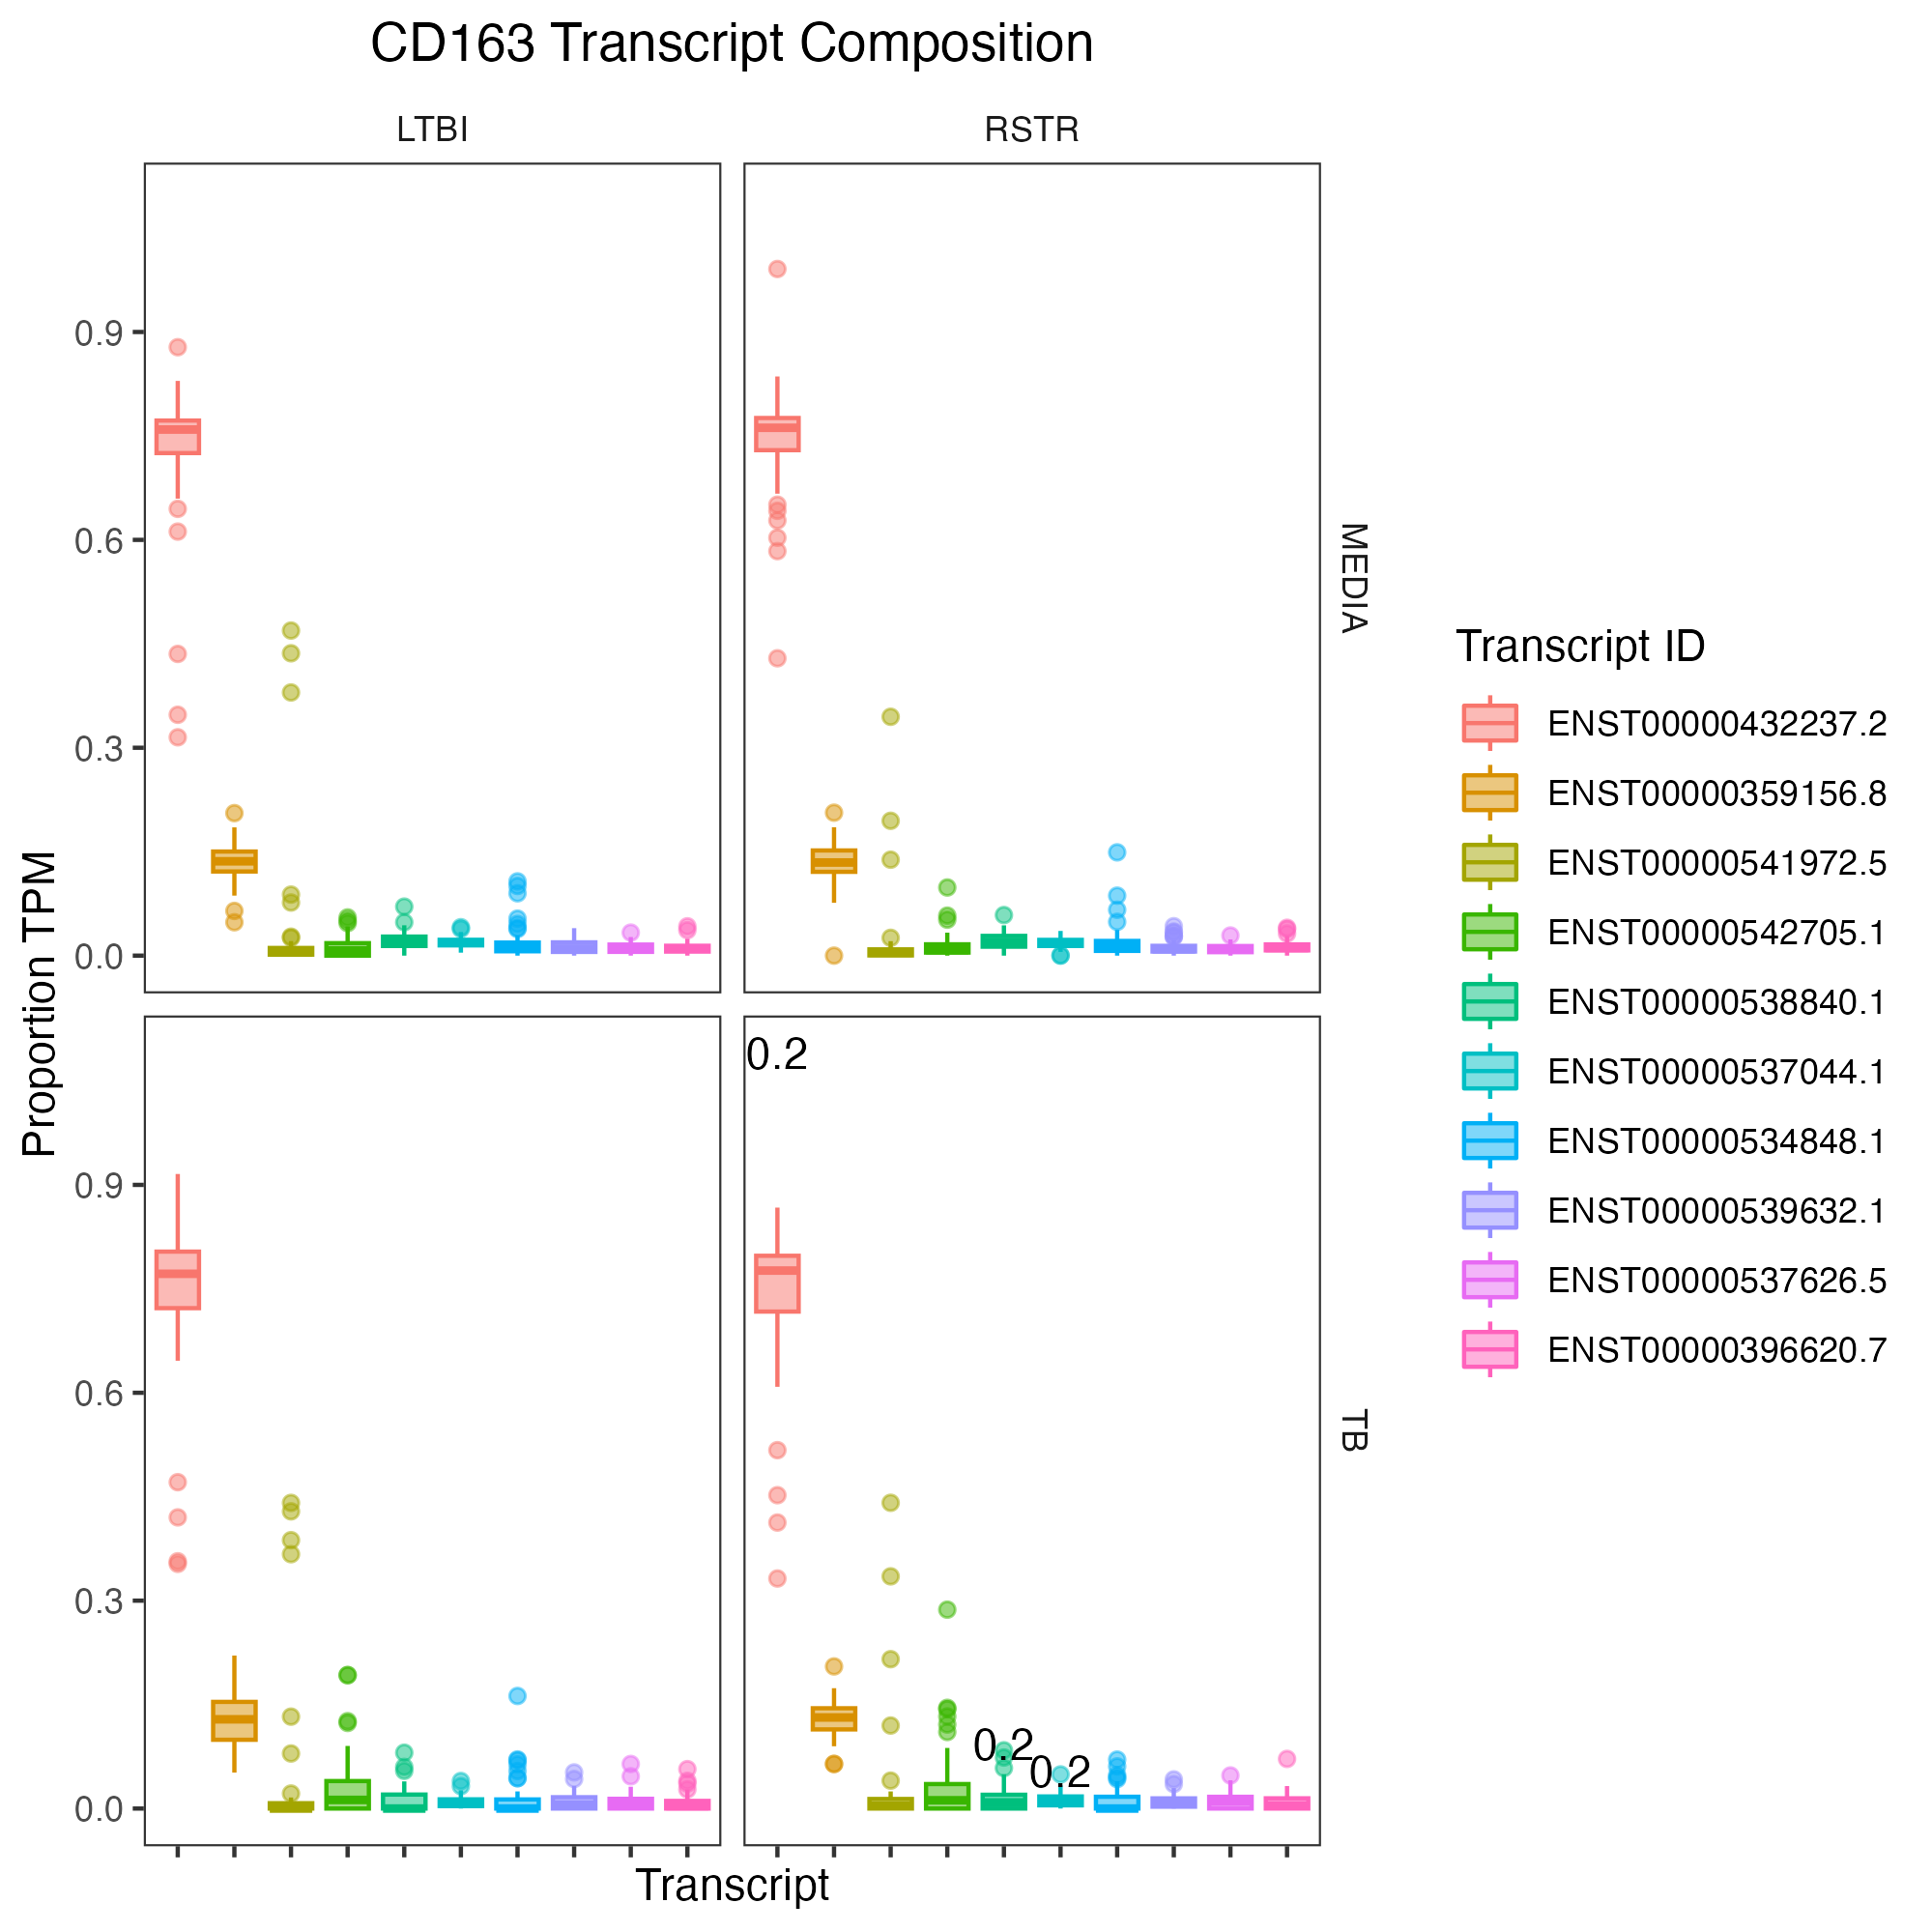 CD163 Transcript Composition
LTBI
RSTR
MEDIA
TB
Proportion TPM
0.9
0.6
0.3
0.0
0.9
0.6
0.3
0.0
0.2
0.2
0.2
Transcript
Transcript ID
ENST00000432237.2
ENST00000359156.8
ENST00000541972.5
ENST00000542705.1
ENST00000538840.1
ENST00000537044.1
ENST00000534848.1
ENST00000539632.1
ENST00000537626.5
ENST00000396620.7